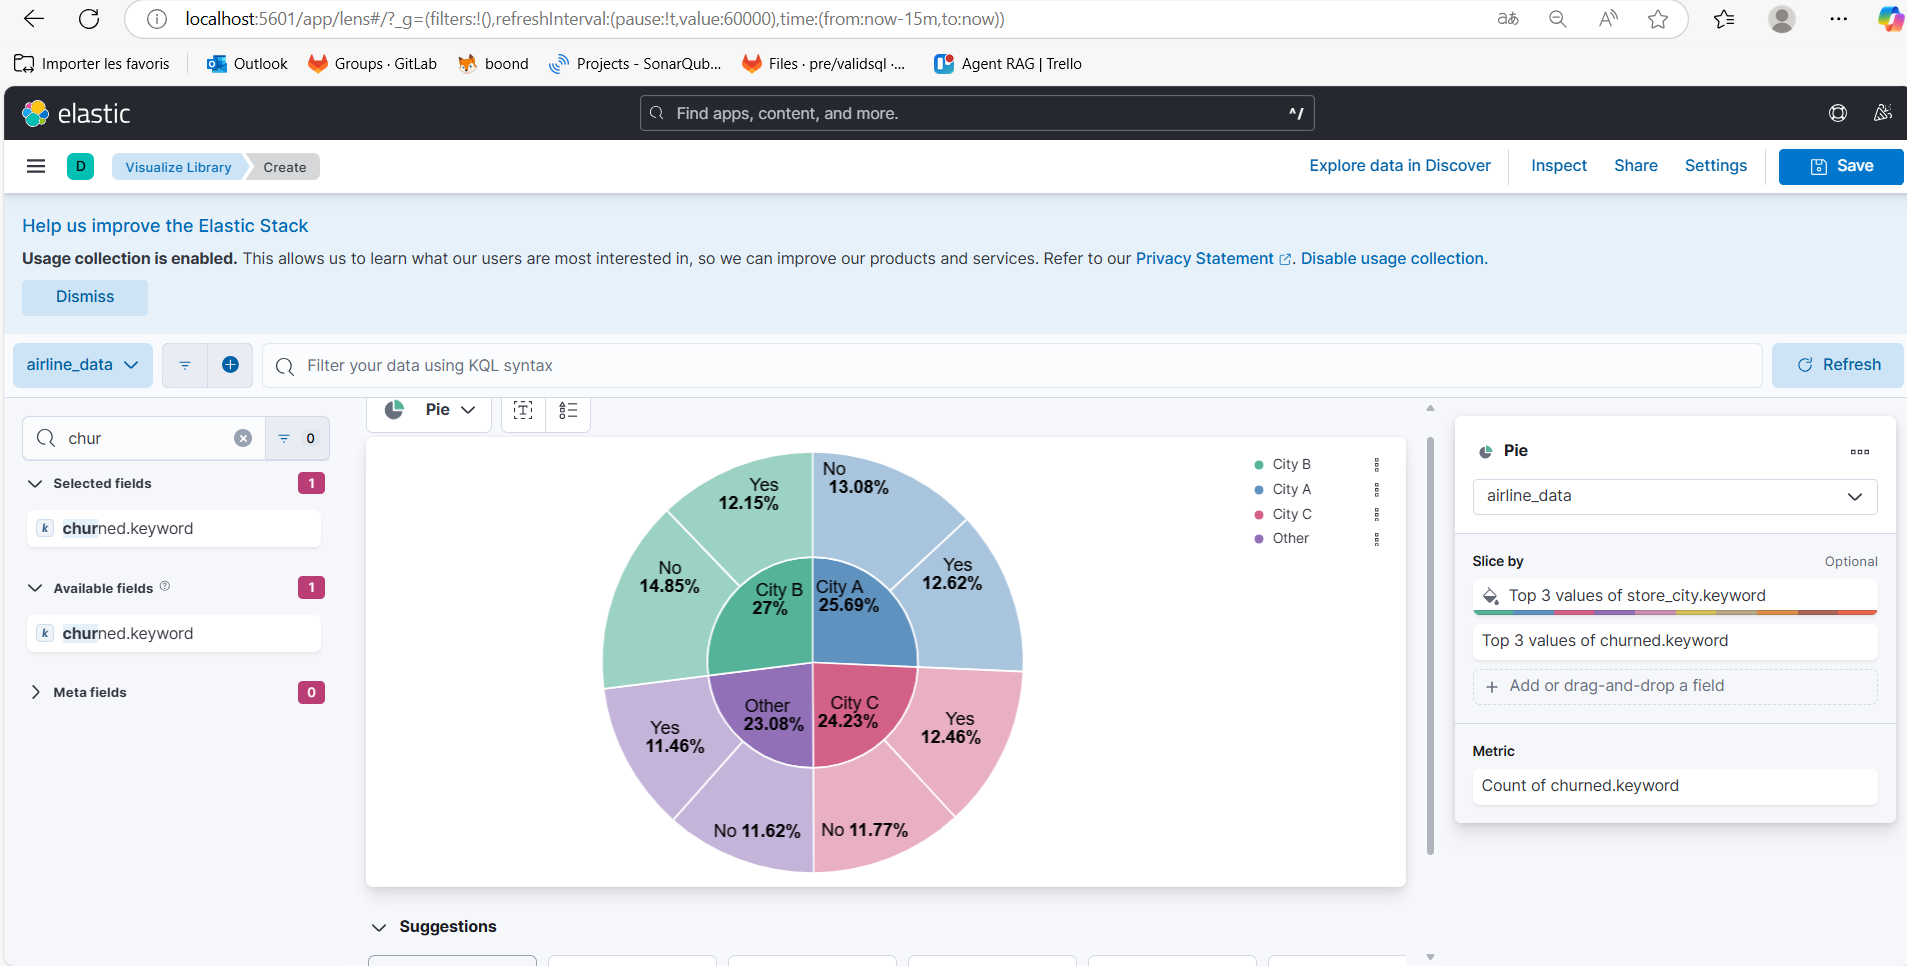 localhost:5601/app/lens#/?_g=(filters:!(),refreshInterval:(pause:!t,value:60000),time:(from:now-15m,to:now))
aあ
A
Importer les favoris
Outlook
Groups · GitLab
boond
Projects - SonarQub...
Files · pre/validsql ·...
Agent RAG | Trello
elastic
Find apps, content, and more.
^/
D
Visualize Library
Create
Explore data in Discover
Inspect
Share
Settings
Save
Help us improve the Elastic Stack
Usage collection is enabled. This allows us to learn what our users are most interested in, so we can improve our products and services. Refer to our Privacy Statement. Disable usage collection.
Dismiss
airline_data
Filter your data using KQL syntax
Refresh
chur
0
Selected fields
1
k churned.keyword
Available fields
1
k churned.keyword
Meta fields
0
Pie
T
No
13.08%
Yes
12.62%
Yes
12.46%
No 11.77%
No 11.62%
Yes
11.46%
No
14.85%
Yes
12.15%
City B
27%
City A
25.69%
Other
23.08%
City C
24.23%
City B
City A
City C
Other
Suggestions
Pie
airline_data
Slice by
Optional
Top 3 values of store_city.keyword
Top 3 values of churned.keyword
+ Add or drag-and-drop a field
Metric
Count of churned.keyword